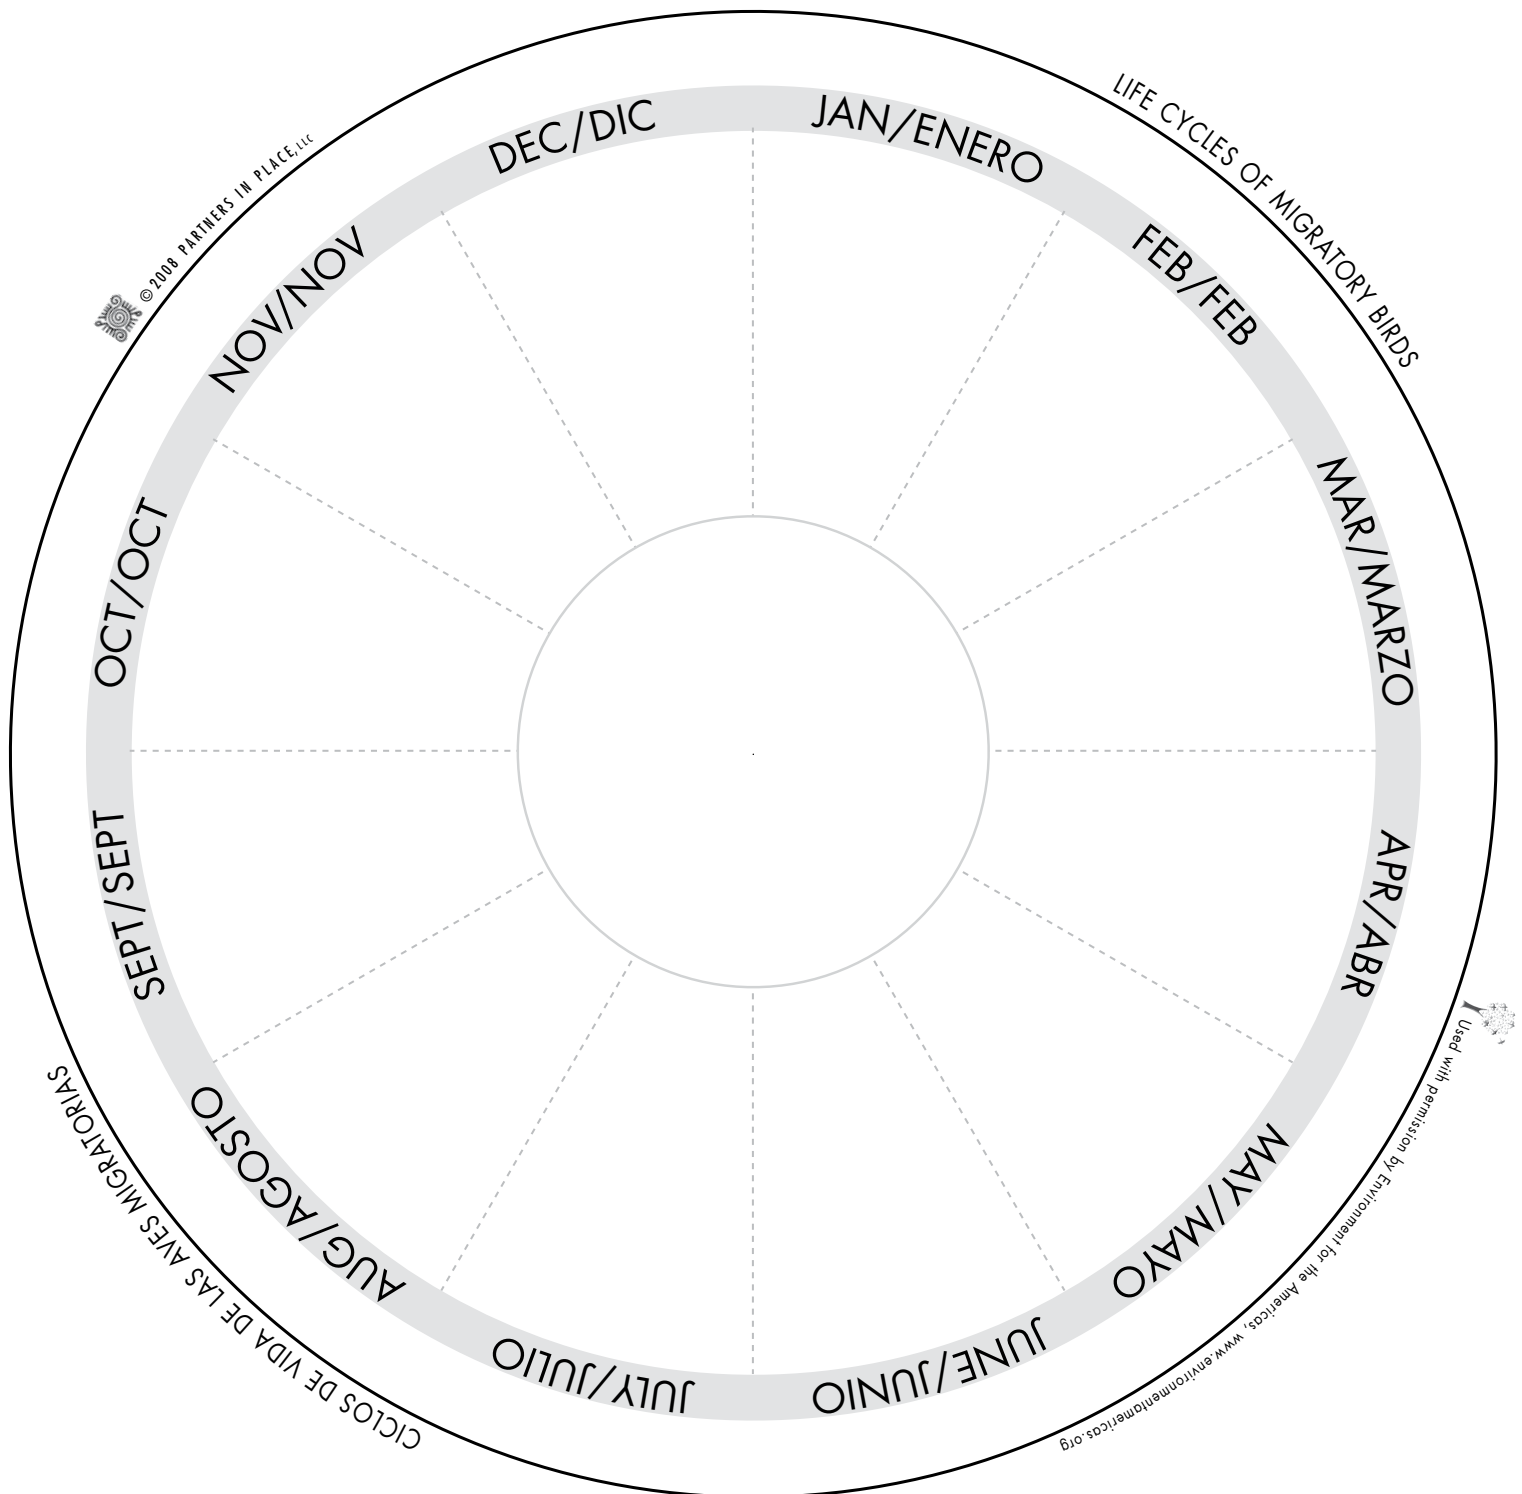 LIFE CYCLES OF MIGRATORY BIRDS
JAN/ENERO
FEB/FEB
MAR/MARZO
APR/ABR
MAY/MAYO
JUNE/JUNIO
JULY/JULIO
AUG/AGOSTO
SEPT/SEPT
OCT/OCT
NOV/NOV
DEC/DIC
Used with permission by Environment for the Americas, www.environmentamericas.org
CICLOS DE VIDA DE LAS AVES MIGRATORIAS
© 2008 PARTNERS IN PLACE, LLC